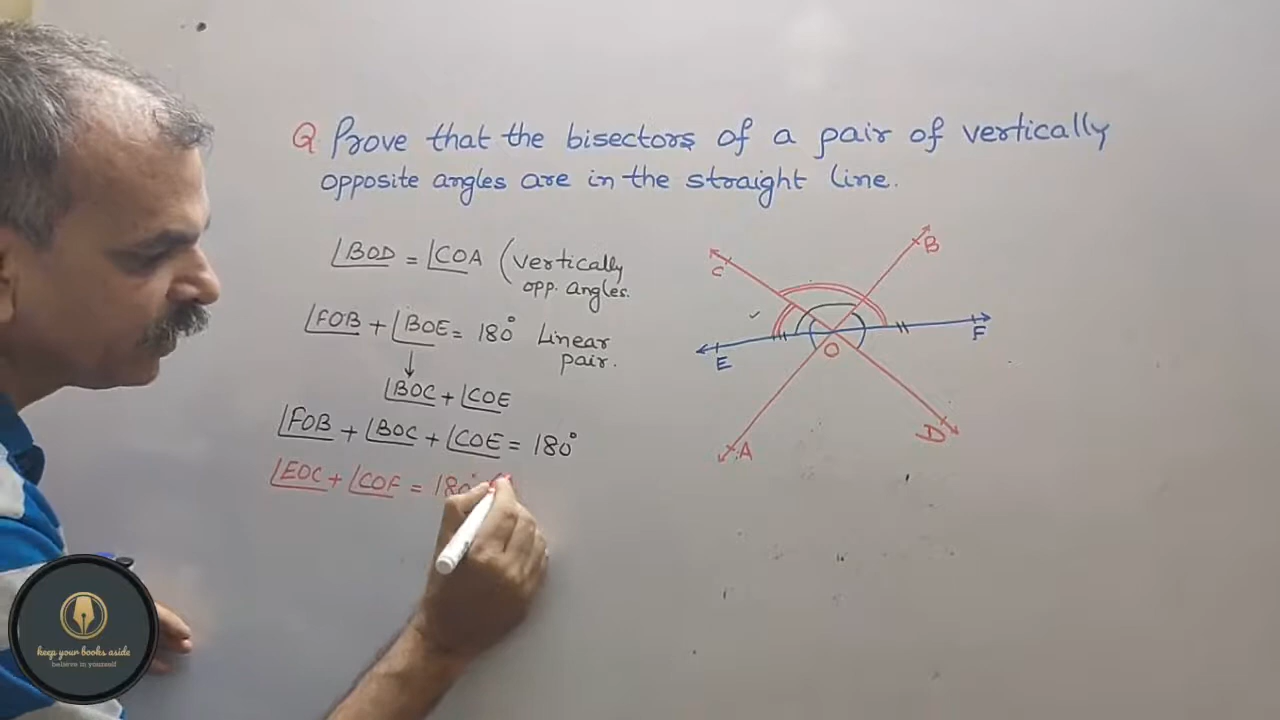 Q Prove that the bisectors of a pair of vertically
opposite angles are in the straight line.
∠BOD = ∠COA (vertically
opp. angles.
∠FOB + ∠BOE = 180° Linear
pair.
↓
∠BOC + ∠COE
∠FOB + ∠BOC + ∠COE = 180°
∠EOC + ∠COF = 180° (
B
C
F
E
O
D
A
keep your books aside
believe in yourself